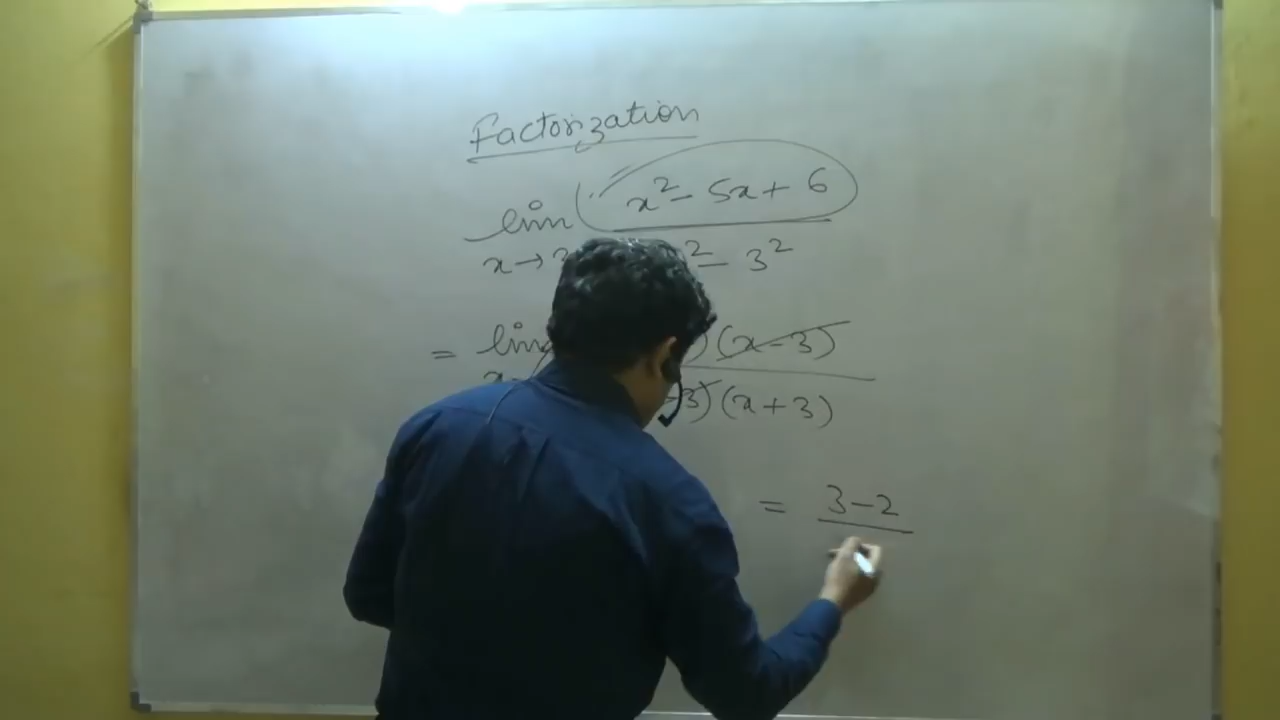 Factorization
lim x² - 5x + 6
x → 3 ² - 3²
= lim ) (x - 3)
- 3) (x + 3)
= 3 - 2